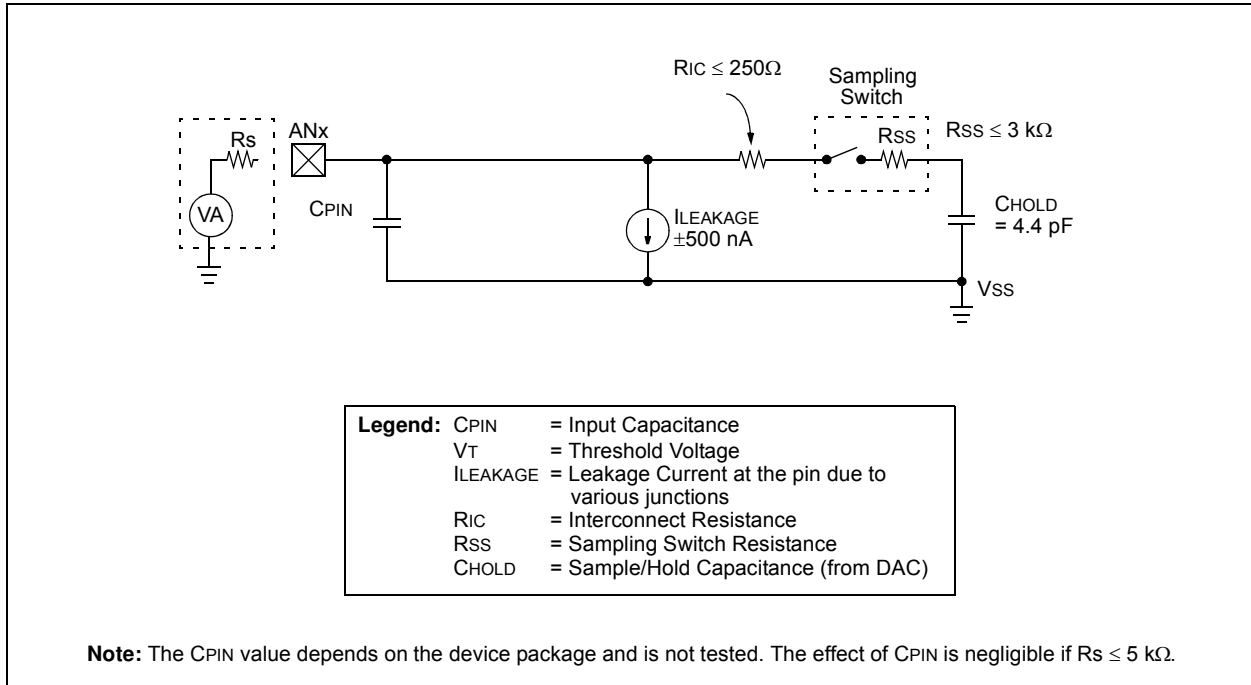 RIC ≤ 250Ω
Sampling
Switch
RS
ANx
RSS
RSS ≤ 3 kΩ
VA
CPIN
ILEAKAGE
±500 nA
CHOLD
= 4.4 pF
VSS
Legend: CPIN = Input Capacitance
VT = Threshold Voltage
ILEAKAGE = Leakage Current at the pin due to
various junctions
RIC = Interconnect Resistance
RSS = Sampling Switch Resistance
CHOLD = Sample/Hold Capacitance (from DAC)
Note: The CPIN value depends on the device package and is not tested. The effect of CPIN is negligible if Rs ≤ 5 kΩ.